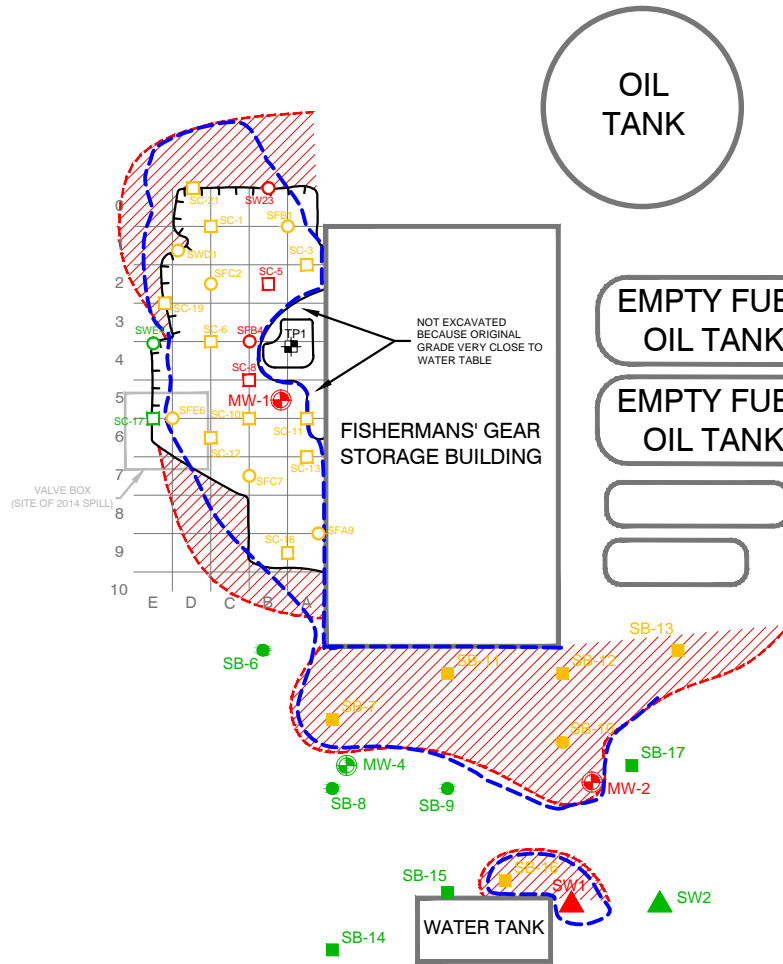 OIL
TANK
0
SC-21
SW23
SC-1
SFB1
SWD1
SC-3
2
SFC2
SC-5
SC-19
3
SWE4
SC-6
SFB4
TP1
4
NOT EXCAVATED
BECAUSE ORIGINAL
GRADE VERY CLOSE TO
WATER TABLE
EMPTY FUE
OIL TANK
SC-8
5
MW-1
SFE6
SC-17
SC-10
SC-11
6
SC-12
SC-13
7
SFC7
EMPTY FUE
OIL TANK
FISHERMANS' GEAR
STORAGE BUILDING
VALVE BOX
(SITE OF 2014 SPILL)
8
SFA9
9
SC-16
10
E
D
C
B
A
SB-6
SB-11
SB-12
SB-13
SB-7
SB-10
MW-4
SB-17
SB-8
SB-9
MW-2
SB-15
SB-16
SW1
SW2
WATER TANK
SB-14